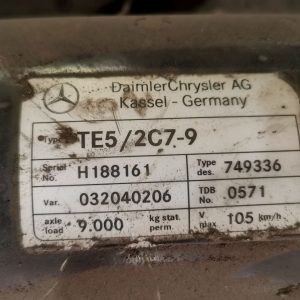 DaimlerChrysler AG
Kassel - Germany
Type TE5/2C7-9
Serial No. H188161 Type des. 749336
Var. 032040206 TDB No. 0571
axle load 9.000 kg stat. perm. V max 105 km/h